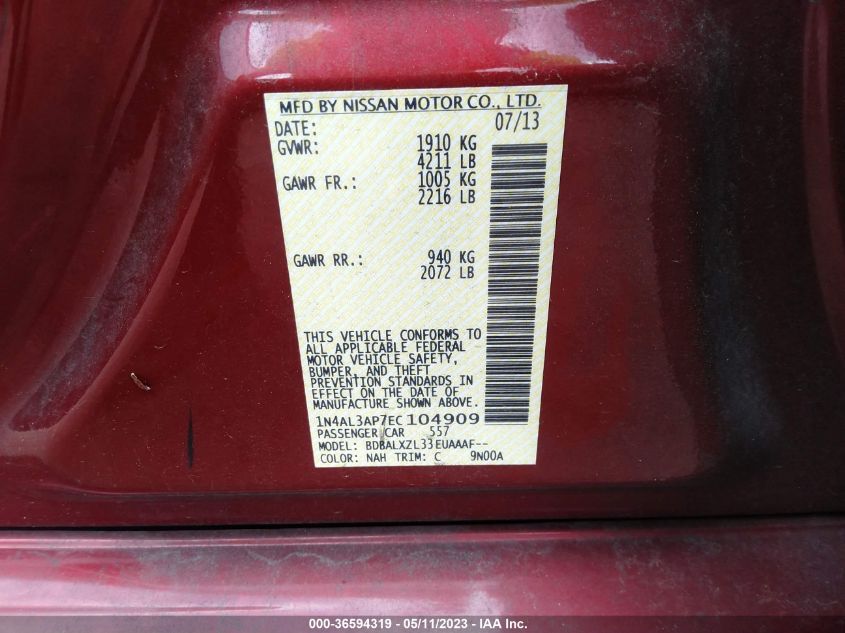 MFD BY NISSAN MOTOR CO., LTD.
DATE: 07/13
GVWR: 1910 KG
4211 LB
GAWR FR.: 1005 KG
2216 LB
GAWR RR.: 940 KG
2072 LB
THIS VEHICLE CONFORMS TO
ALL APPLICABLE FEDERAL
MOTOR VEHICLE SAFETY,
BUMPER, AND THEFT
PREVENTION STANDARDS IN
EFFECT ON THE DATE OF
MANUFACTURE SHOWN ABOVE.
1N4AL3AP7EC104909
PASSENGER CAR 557
MODEL: BDBALXZL33EUAAAF--
COLOR: NAH TRIM: C 9N00A
000-36594319 - 05/11/2023 - IAA Inc.